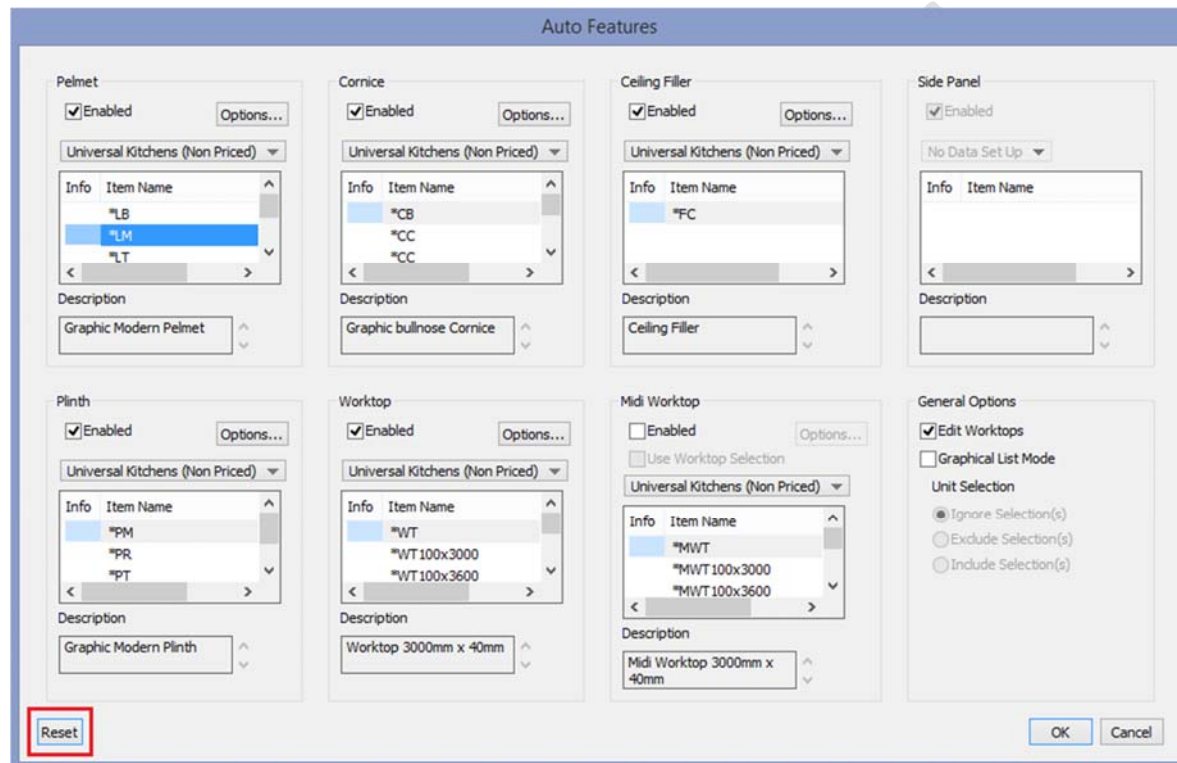 Auto Features
Pelmet
Enabled
Options...
Universal Kitchens (Non Priced)
Info Item Name
*LB
*LM
*LT
Description
Graphic Modern Pelmet
Cornice
Enabled
Options...
Universal Kitchens (Non Priced)
Info Item Name
*CB
*CC
*CC
Description
Graphic bullnose Cornice
Ceiling Filler
Enabled
Options...
Universal Kitchens (Non Priced)
Info Item Name
*FC
Description
Ceiling Filler
Side Panel
Enabled
No Data Set Up
Info Item Name
Description
Plinth
Enabled
Options...
Universal Kitchens (Non Priced)
Info Item Name
*PM
*PR
*PT
Description
Graphic Modern Plinth
Worktop
Enabled
Options...
Universal Kitchens (Non Priced)
Info Item Name
*WT
*WT100x3000
*WT100x3600
Description
Worktop 3000mm x 40mm
Midi Worktop
Enabled
Options...
Use Worktop Selection
Universal Kitchens (Non Priced)
Info Item Name
*MWT
*MWT100x3000
*MWT100x3600
Description
Midi Worktop 3000mm x
40mm
General Options
Edit Worktops
Graphical List Mode
Unit Selection
Ignore Selection(s)
Exclude Selection(s)
Include Selection(s)
Reset
OK
Cancel